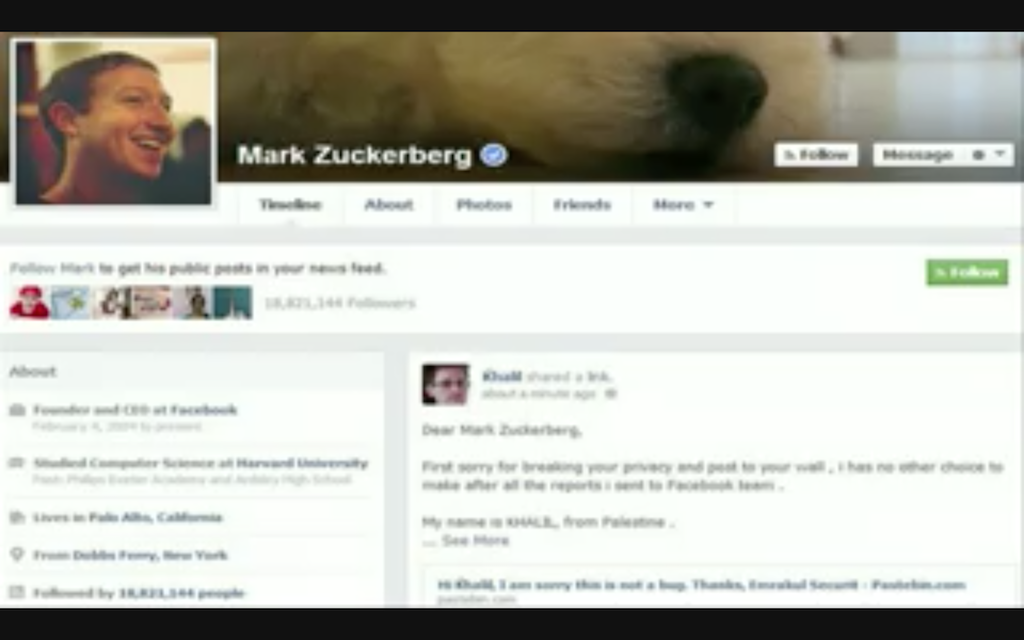 Mark Zuckerberg
Follow
Message
Timeline
About
Photos
Friends
More
Follow Mark to get his public posts in your news feed.
Follow
18,821,144 Followers
About
Founder and CEO at Facebook
February 4, 2004 to present
Studied Computer Science at Harvard University
Past: Phillips Exeter Academy and Ardsley High School
Lives in Palo Alto, California
From Dobbs Ferry, New York
Followed by 18,821,144 people
Khalil shared a link.
about a minute ago
Dear Mark Zuckerberg,
First sorry for breaking your privacy and post to your wall , i has no other choice to
make after all the reports i sent to Facebook team .
My name is KHALIL, from Palestine .
... See More
Hi Khalil, I am sorry this is not a bug. Thanks, Emrakul Securit - Pastebin.com
pastebin.com